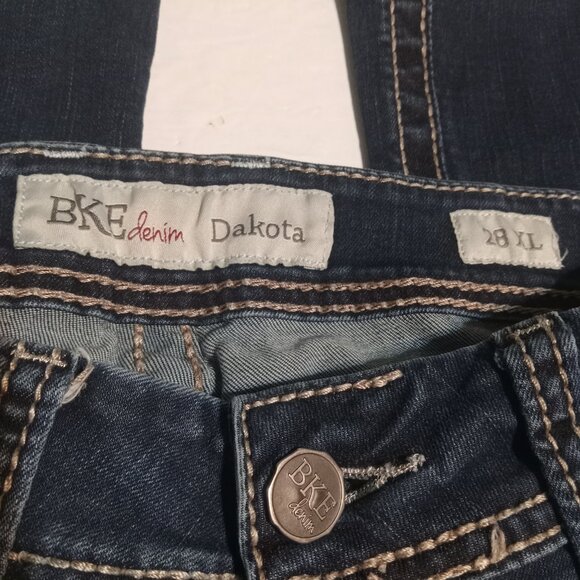 BKE denim Dakota
28 XL
BKE
denim